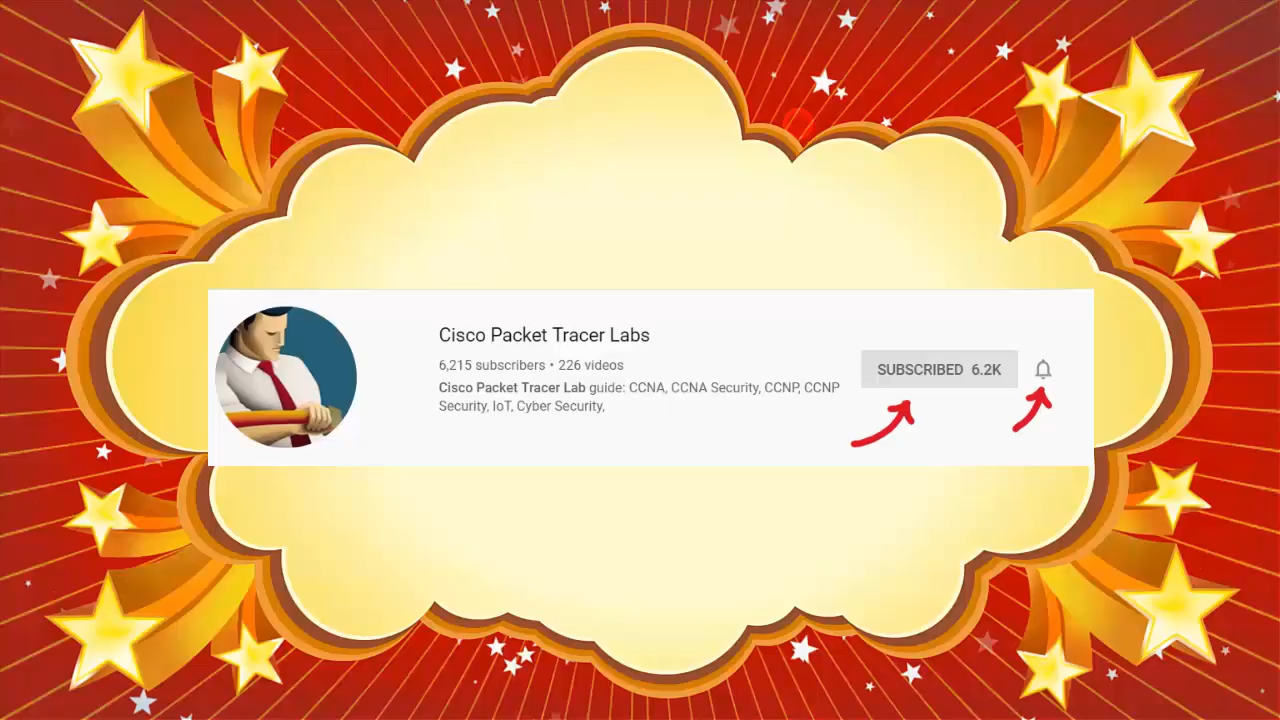 Cisco Packet Tracer Labs
6,215 subscribers • 226 videos
Cisco Packet Tracer Lab guide: CCNA, CCNA Security, CCNP, CCNP
Security, IoT, Cyber Security,
SUBSCRIBED 6.2K